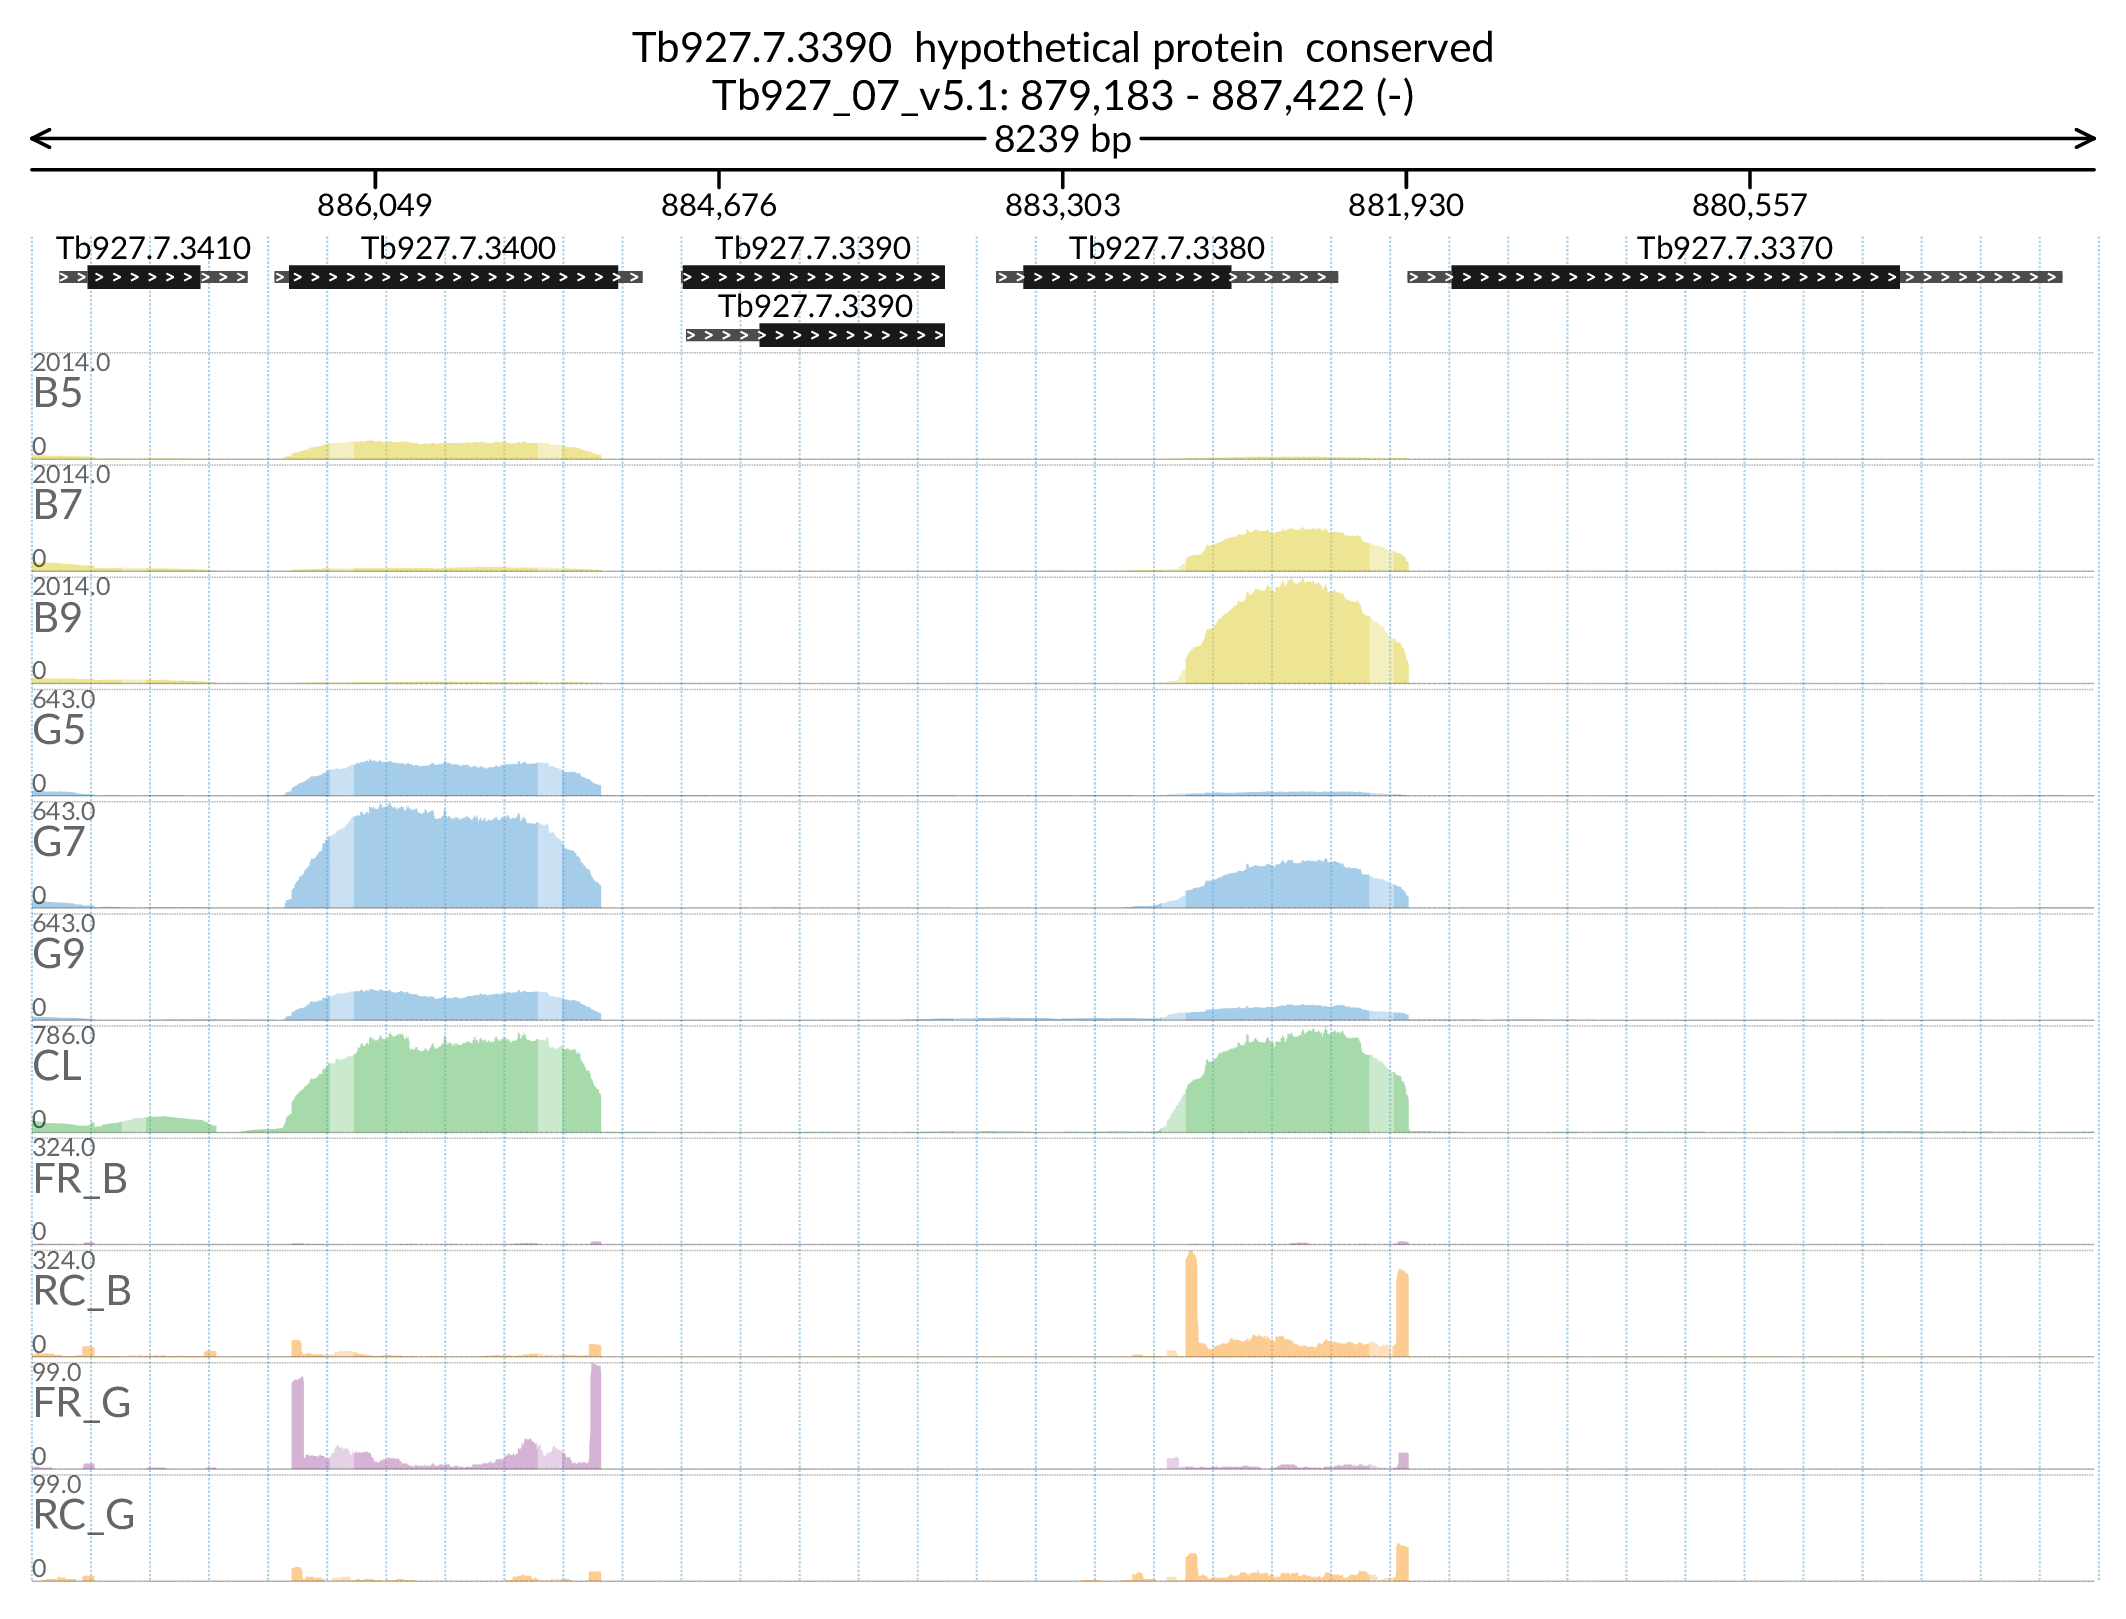 Tb927.7.3390  hypothetical protein  conserved
Tb927_07_v5.1: 879,183 - 887,422 (-)
8239 bp
886,049 884,676 883,303 881,930 880,557
Tb927.7.3410 Tb927.7.3400 Tb927.7.3390 Tb927.7.3380 Tb927.7.3370
Tb927.7.3390
2014.0
B5
0
2014.0
B7
0
2014.0
B9
0
643.0
G5
0
643.0
G7
0
643.0
G9
0
786.0
CL
0
324.0
FR_B
0
324.0
RC_B
0
99.0
FR_G
0
99.0
RC_G
0